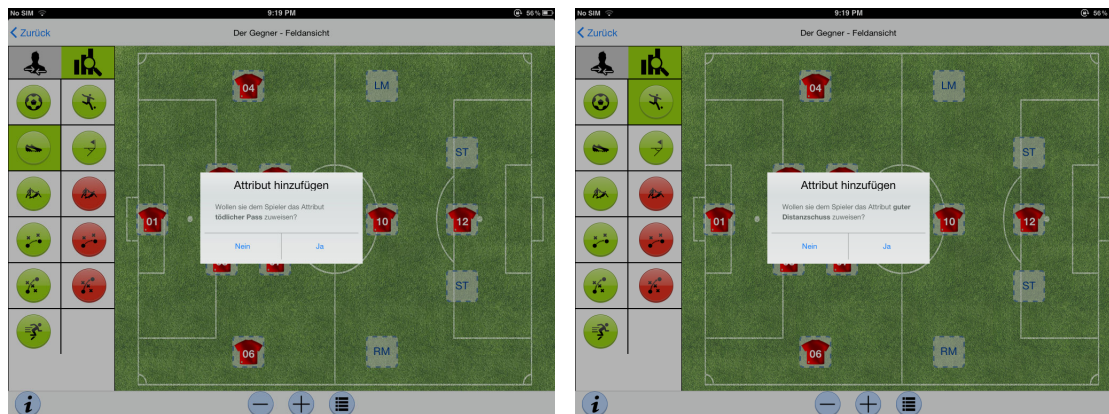 No SIM 9:19 PM 56%
Zurück Der Gegner - Feldansicht
04 LM
ST
Attribut hinzufügen
Wollen sie dem Spieler das Attribut
tödlicher Pass zuweisen?
01 10 12
Nein Ja
ST
06 RM
i
No SIM 9:19 PM 56%
Zurück Der Gegner - Feldansicht
04 LM
ST
Attribut hinzufügen
Wollen sie dem Spieler das Attribut guter
Distanzschuss zuweisen?
01 10 12
Nein Ja
ST
06 RM
i